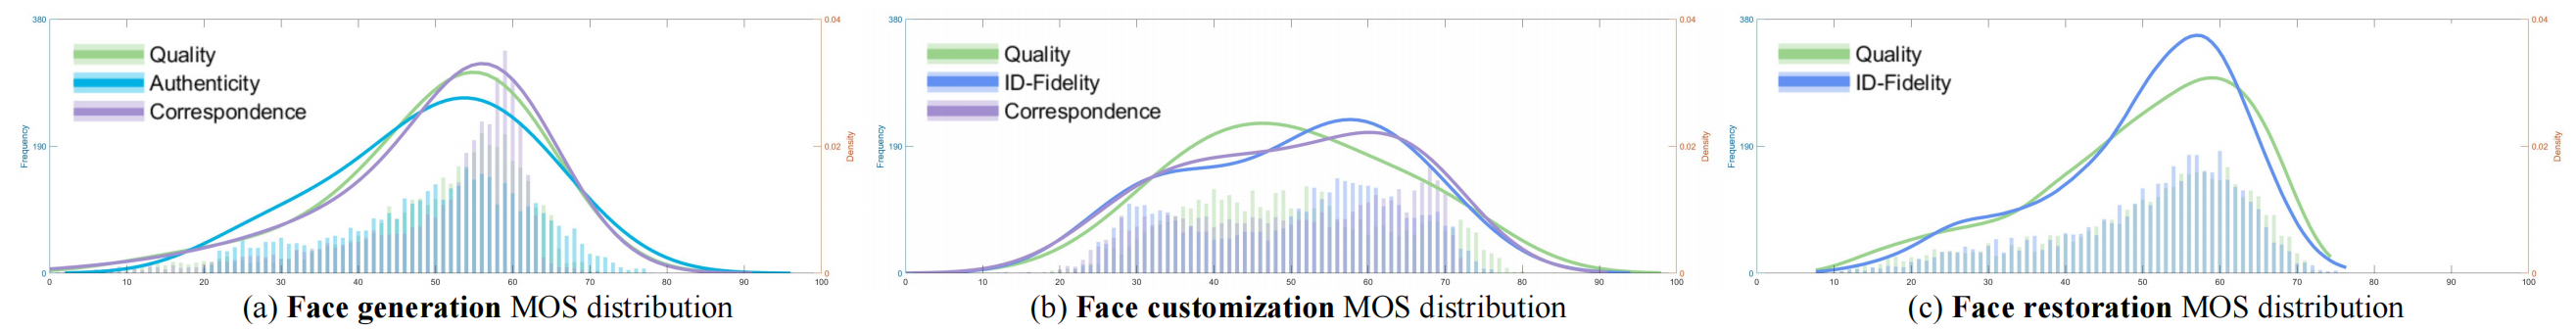 380
0.04
Quality
Authenticity
Correspondence
Frequency
190
0.02
Density
0
0
0 10 20 30 40 50 60 70 80 90 100
(a) Face generation MOS distribution
380
0.04
Quality
ID-Fidelity
Correspondence
Frequency
190
0.02
Density
0
0
0 10 20 30 40 50 60 70 80 90 100
(b) Face customization MOS distribution
380
0.04
Quality
ID-Fidelity
Frequency
190
0.02
Density
0
0
0 10 20 30 40 50 60 70 80 90 100
(c) Face restoration MOS distribution